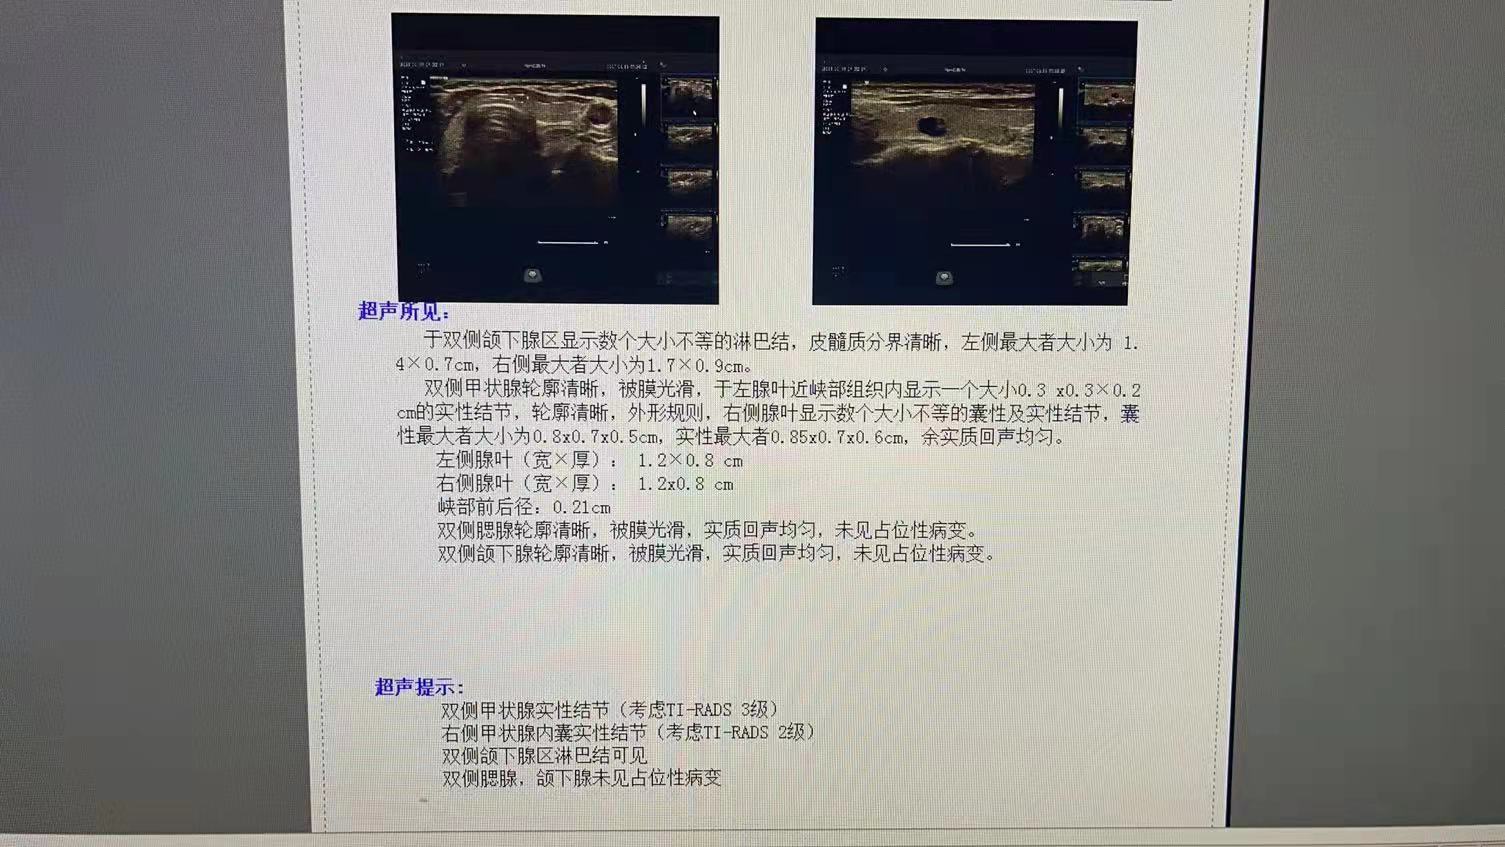 超声所见：
于双侧颌下腺区显示数个大小不等的淋巴结，皮髓质分界清晰，左侧最大者大小为 1.
4×0.7cm，右侧最大者大小为1.7×0.9cm。
双侧甲状腺轮廓清晰，被膜光滑，于左腺叶近峡部组织内显示一个大小0.3 x0.3×0.2
cm的实性结节，轮廓清晰，外形规则，右侧腺叶显示数个大小不等的囊性及实性结节，囊
性最大者大小为0.8x0.7x0.5cm，实性最大者0.85x0.7x0.6cm，余实质回声均匀。
左侧腺叶（宽×厚）： 1.2×0.8 cm
右侧腺叶（宽×厚）： 1.2x0.8 cm
峡部前后径：0.21cm
双侧腮腺轮廓清晰，被膜光滑，实质回声均匀，未见占位性病变。
双侧颌下腺轮廓清晰，被膜光滑，实质回声均匀，未见占位性病变。
超声提示：
双侧甲状腺实性结节（考虑TI-RADS 3级）
右侧甲状腺内囊实性结节（考虑TI-RADS 2级）
双侧颌下腺区淋巴结可见
双侧腮腺，颌下腺未见占位性病变